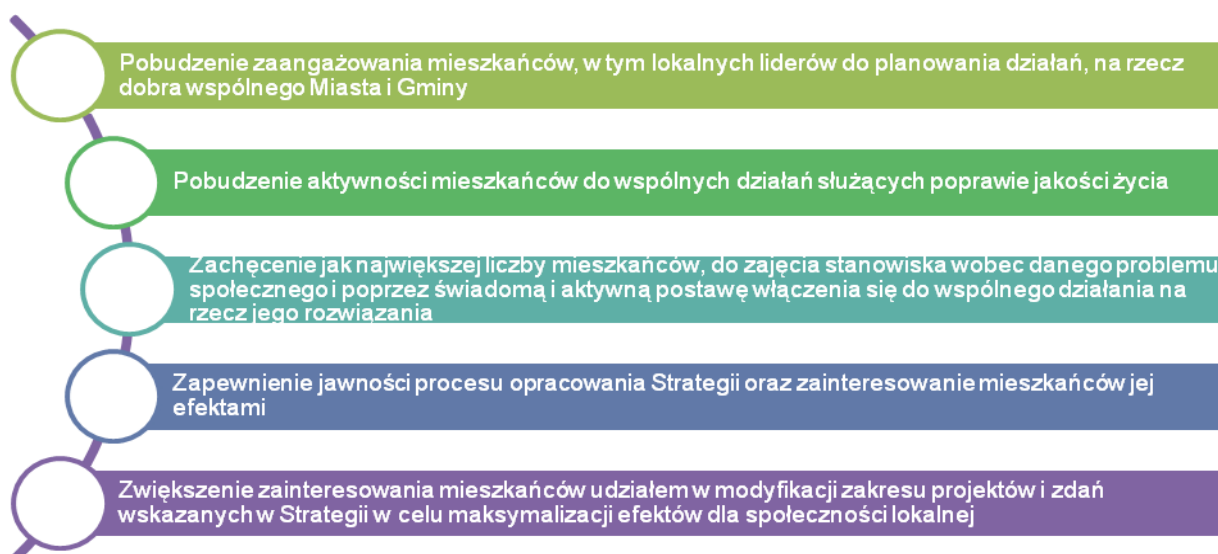 Pobudzenie zaangażowania mieszkańców, w tym lokalnych liderów do planowania działań, na rzecz
dobra wspólnego Miasta i Gminy
Pobudzenie aktywności mieszkańców do wspólnych działań służących poprawie jakości życia
Zachęcenie jak największej liczby mieszkańców, do zajęcia stanowiska wobec danego problemu
społecznego i poprzez świadomą i aktywną postawę włączenia się do wspólnego działania na
rzecz jego rozwiązania
Zapewnienie jawności procesu opracowania Strategii oraz zainteresowanie mieszkańców jej
efektami
Zwiększenie zainteresowania mieszkańców udziałem w modyfikacji zakresu projektów i zdań
wskazanych w Strategii w celu maksymalizacji efektów dla społeczności lokalnej